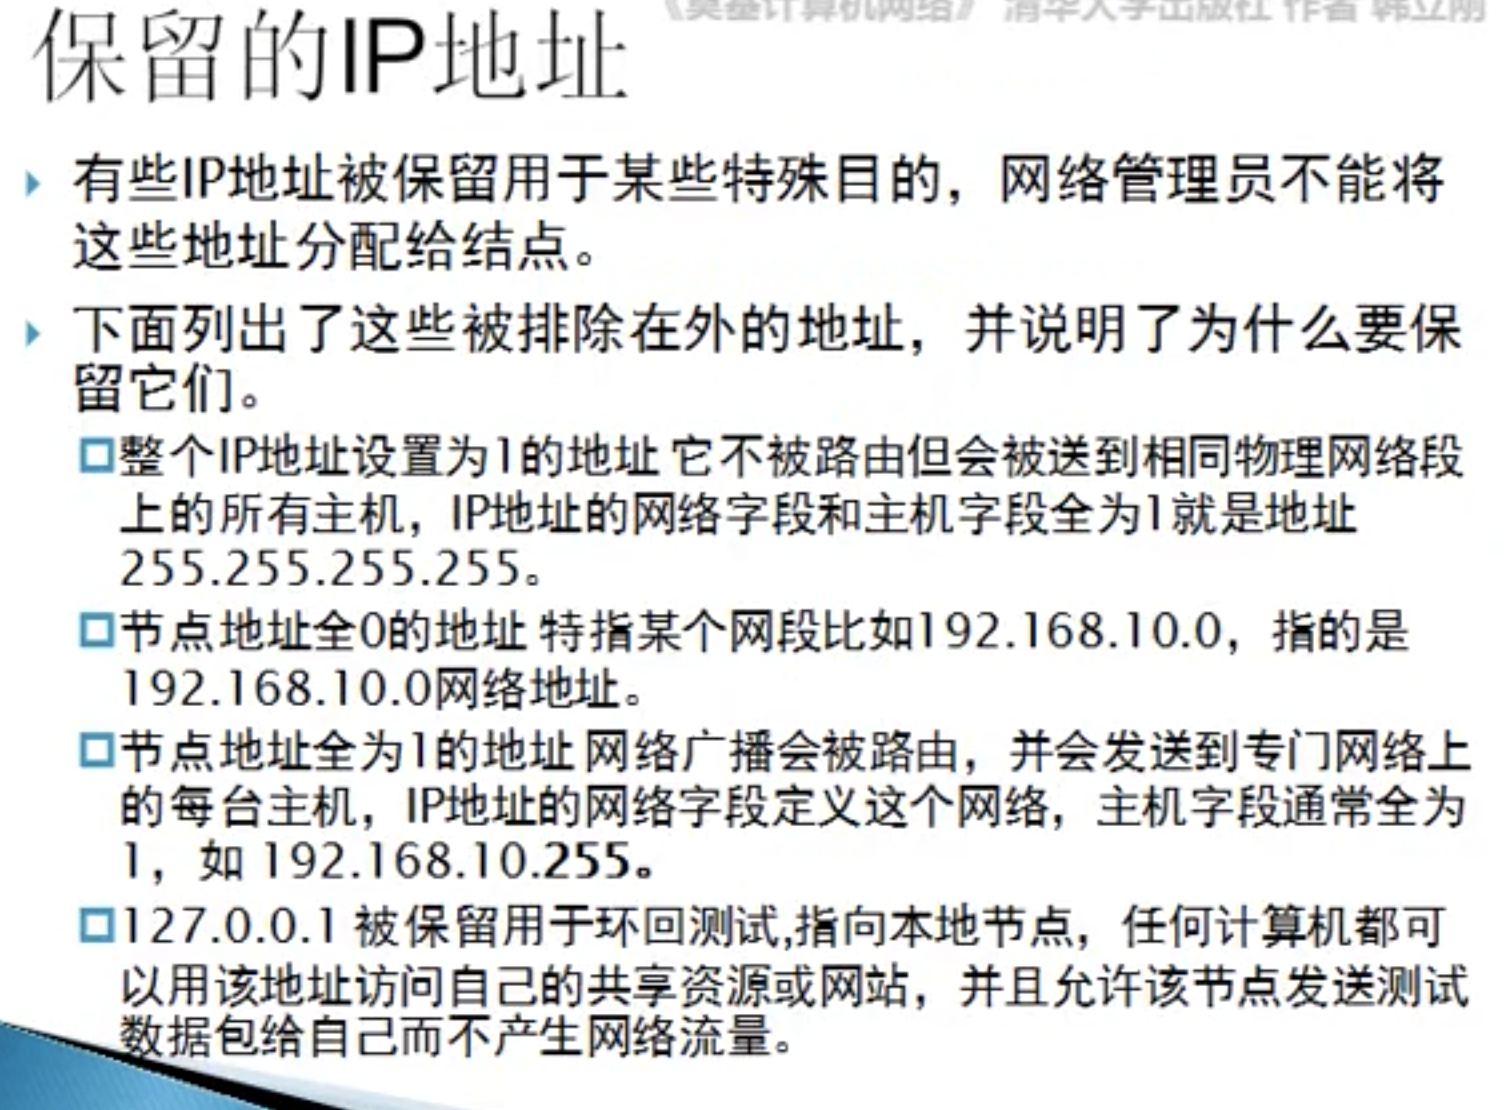 《奠基计算机网络》 清华大学出版社 作者 韩立刚
保留的IP地址
有些IP地址被保留用于某些特殊目的，网络管理员不能将
这些地址分配给结点。
下面列出了这些被排除在外的地址，并说明了为什么要保
留它们。
整个IP地址设置为1的地址 它不被路由但会被送到相同物理网络段
上的所有主机，IP地址的网络字段和主机字段全为1就是地址
255.255.255.255。
节点地址全0的地址 特指某个网段比如192.168.10.0，指的是
192.168.10.0网络地址。
节点地址全为1的地址 网络广播会被路由，并会发送到专门网络上
的每台主机，IP地址的网络字段定义这个网络，主机字段通常全为
1，如 192.168.10.255。
127.0.0.1 被保留用于环回测试,指向本地节点，任何计算机都可
以用该地址访问自己的共享资源或网站，并且允许该节点发送测试
数据包给自己而不产生网络流量。